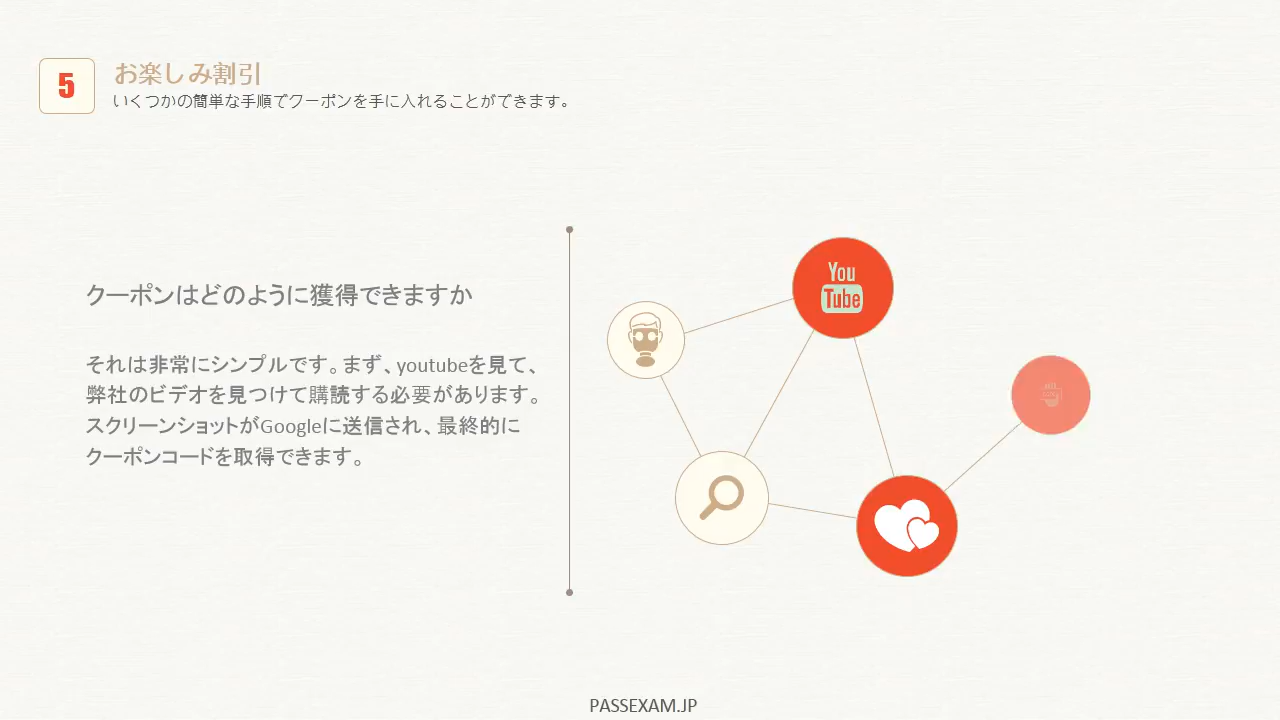 5
お楽しみ割引
いくつかの簡単な手順でクーポンを手に入れることができます。
クーポンはどのように獲得できますか
それは非常にシンプルです。まず、youtubeを見て、
弊社のビデオを見つけて購読する必要があります。
スクリーンショットがGoogleに送信され、最終的に
クーポンコードを取得できます。
You
Tube
PASSEXAM.JP